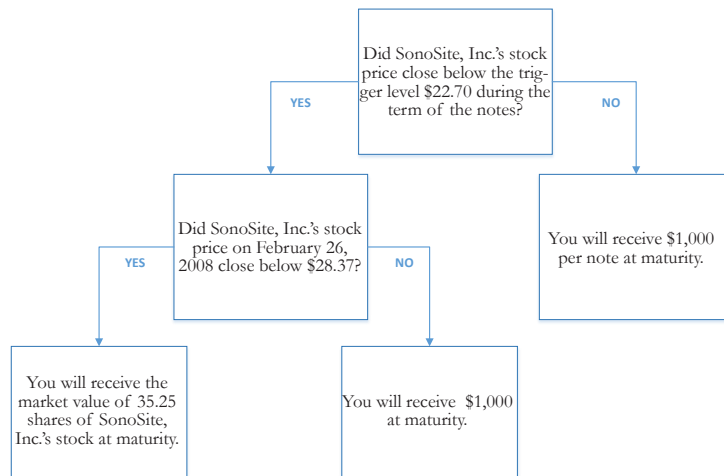 Did SonoSite, Inc.'s stock
price close below the trig-
ger level $22.70 during the
term of the notes?
YES
NO
Did SonoSite, Inc.'s stock
price on February 26,
2008 close below $28.37?
You will receive $1,000
per note at maturity.
YES
NO
You will receive the
market value of 35.25
shares of SonoSite,
Inc.'s stock at maturity.
You will receive $1,000
at maturity.